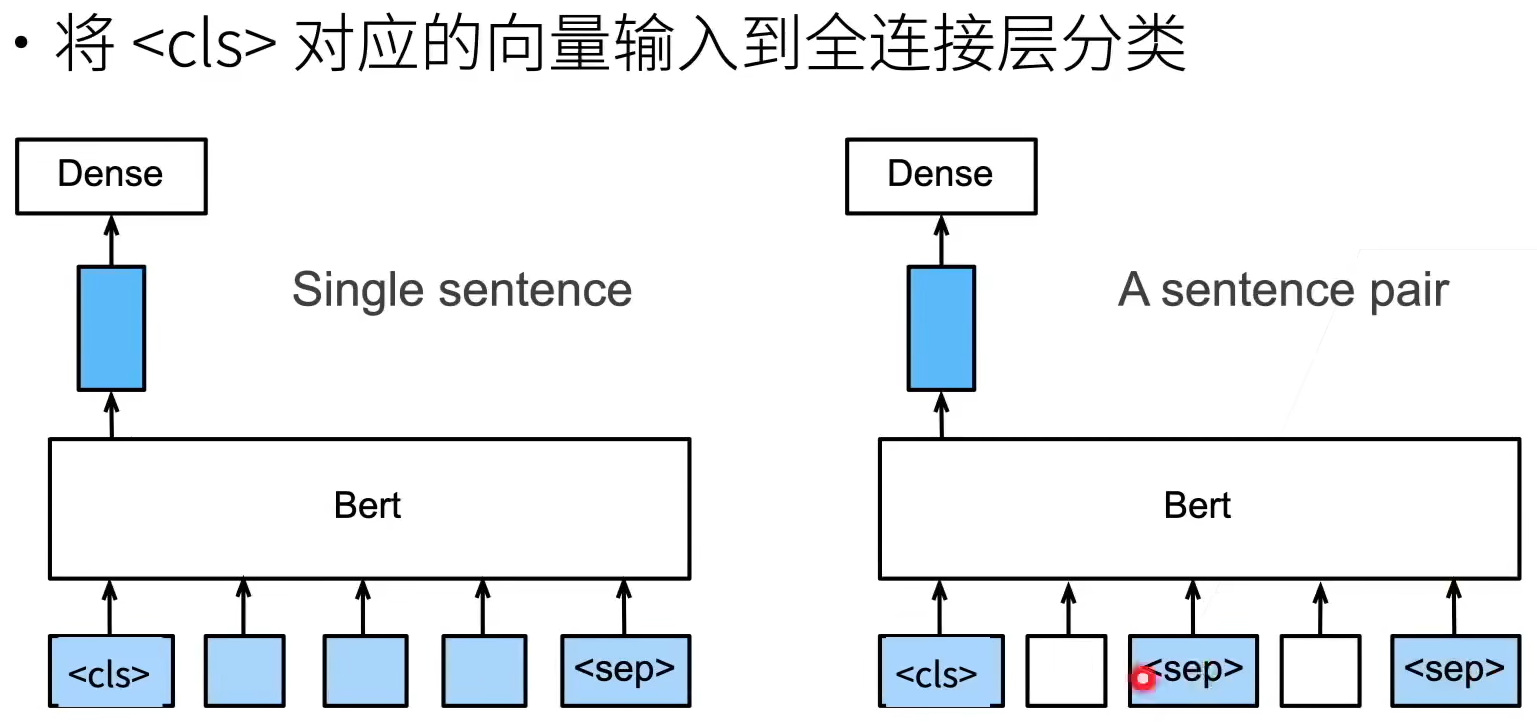 • 将 <cls> 对应的向量输入到全连接层分类
Dense
Single sentence
Bert
<cls>
<sep>
Dense
A sentence pair
Bert
<cls>
<sep>
<sep>